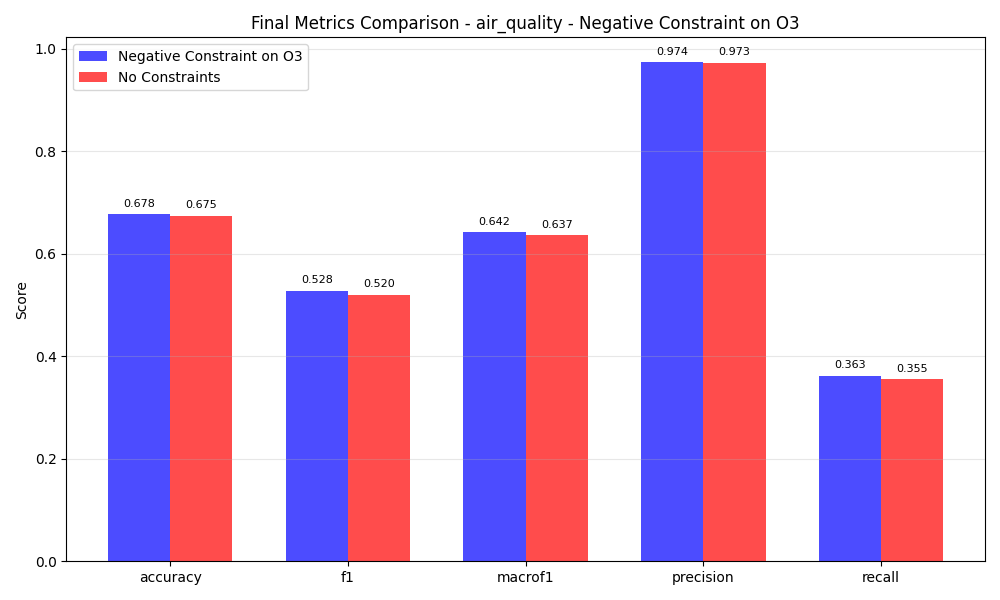 Final Metrics Comparison - air_quality - Negative Constraint on O3
Negative Constraint on O3
No Constraints
Score
1.0
0.8
0.6
0.4
0.2
0.0
0.678
0.675
0.528
0.520
0.642
0.637
0.974
0.973
0.363
0.355
accuracy
f1
macrof1
precision
recall